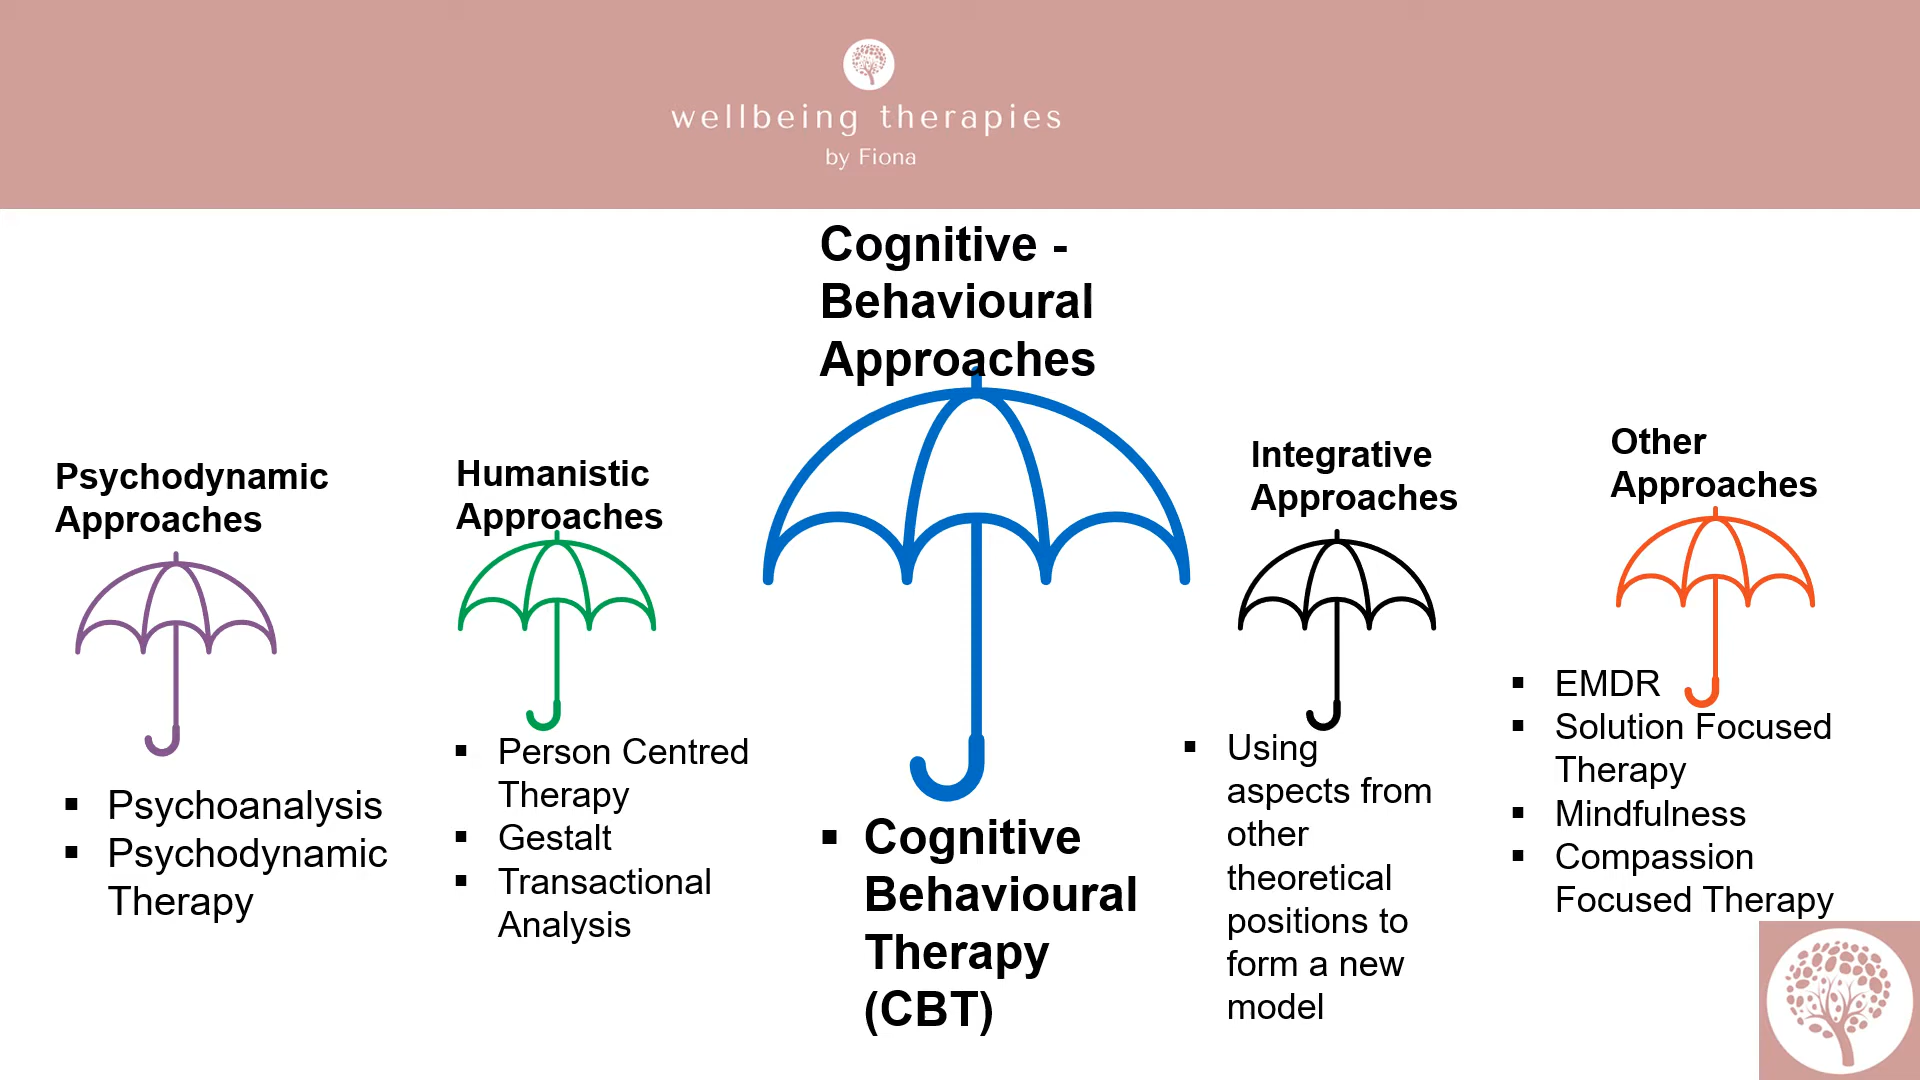 wellbeing therapies
by Fiona
Cognitive -
Behavioural
Approaches
Psychodynamic
Approaches
▪ Psychoanalysis
▪ Psychodynamic
Therapy
Humanistic
Approaches
▪ Person Centred
Therapy
▪ Gestalt
▪ Transactional
Analysis
▪ Cognitive
Behavioural
Therapy
(CBT)
Integrative
Approaches
▪ Using
aspects from
other
theoretical
positions to
form a new
model
Other
Approaches
▪ EMDR
▪ Solution Focused
Therapy
▪ Mindfulness
▪ Compassion
Focused Therapy